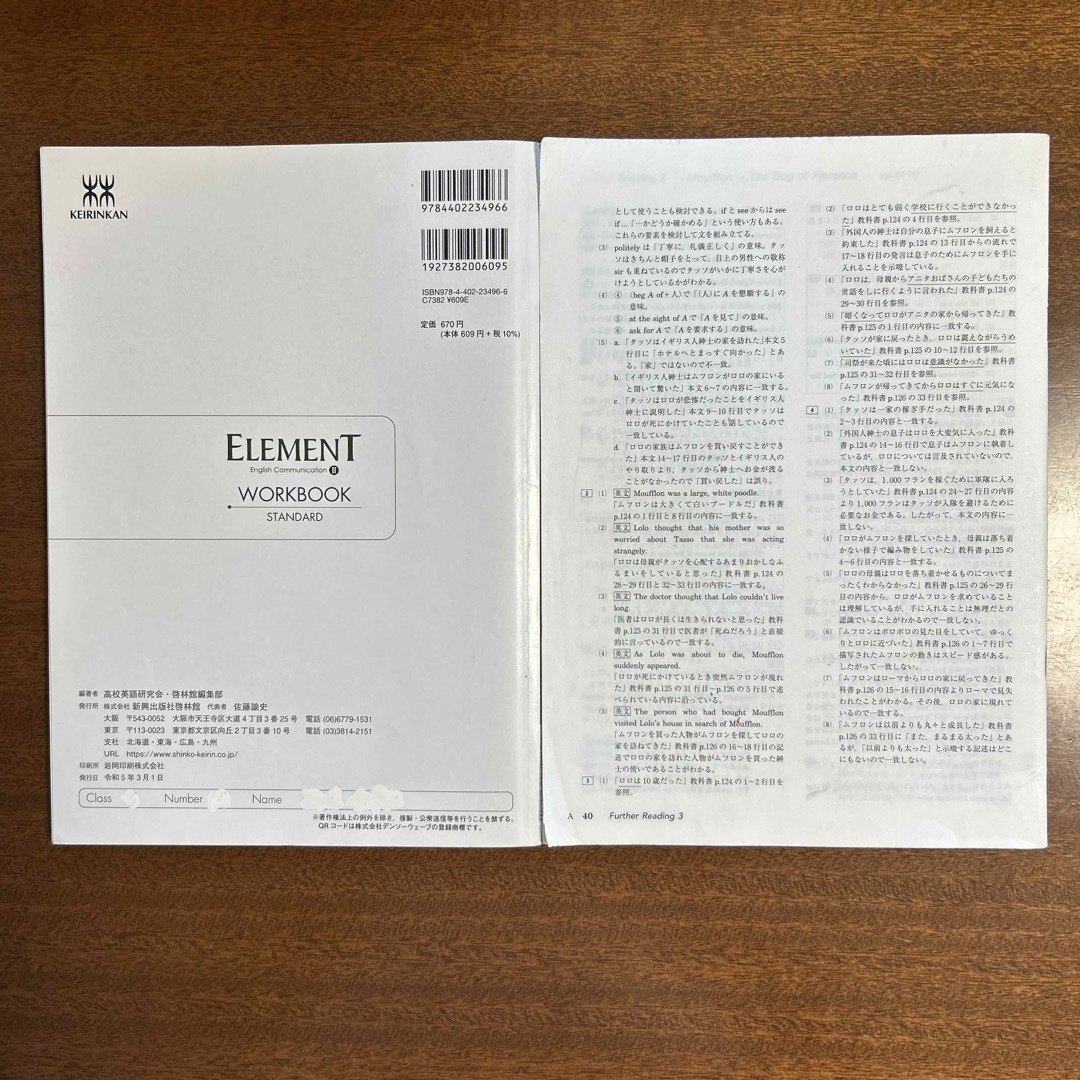 KEIRINKAN
9784402234966
1927382006095
ISBN978-4-402-23496-6
C7382 ¥609E
定価 670円
(本体 609円+税10%)
ELEMENT
English Communication II
WORKBOOK
STANDARD
編著者 高校英語研究会・啓林館編集部
発行所 株式会社 新興出版社啓林館 代表者 佐藤諭史
大阪 〒543-0052 大阪市天王寺区大道4丁目3番25号 電話 (06)6779-1531
東京 〒113-0023 東京都文京区向丘2丁目3番10号 電話 (03)3814-2151
支社 北海道・東海・広島・九州
URL https://www.shinko-keirin.co.jp/
印刷所 岩岡印刷株式会社
発行日 令和5年3月1日
Class Number Name
※著作権法上の例外を除き,複製・公衆送信等を行うことを禁ずる。
QRコードは株式会社デンソーウェーブの登録商標です。
として使うことも検討できる。if と see からは see
if … 「…かどうか確かめる」という使い方もある。
これらの要素を検討して文を組み立てる。
(3) politely は「丁寧に,礼儀正しく」の意味。タッ
ソはきちんと帽子をとって,目上の男性への敬称
sir も重ねているのでタッソがいかに丁寧さを心が
けようとしているかがわかる。
(4) ④ 〈beg A of+人〉で「(人)に A を懇願する」の
意味。
⑤ at the sight of A で「A を見て」の意味。
⑥ ask for A で「A を要求する」の意味。
(5) a. 「タッソはイギリス人紳士の家を訪れた」本文5
行目に「ホテルへとまっすぐ向かった」とあ
る。「家」ではないので不一致。
b. 「イギリス人紳士はムフロンがロロの家にいる
と聞いて驚いた」本文6~7の内容に一致する。
c. 「タッソはロロが悲惨だったことをイギリス人
紳士に説明した」本文9~10行目でタッソは
ロロが死にかけていたことも話しているので
一致している。
d. 「ロロの家族はムフロンを買い戻すことができ
た」本文14~17行目のタッソとイギリス人の
やり取りより,タッソから紳士へお金が渡る
ことがなかったので「買い戻した」は誤り。
2 (1) 英文 Moufflon was a large, white poodle.
「ムフロンは大きくて白いプードルだ」教科書
p.124の1行目と8行目の内容に一致する。
(2) 英文 Lolo thought that his mother was so
worried about Tasso that she was acting
strangely.
「ロロは母親がタッソを心配するあまりおかしなふ
るまいをしていると思った」教科書 p.124の
28~29行目と32~33行目の内容に一致する。
(3) 英文 The doctor thought that Lolo couldn't live
long.
「医者はロロが長くは生きられないと思った」教科
書 p.125の31行目で医者が「死ぬだろう」と直接
的に言っているので一致する。
(4) 英文 As Lolo was about to die, Moufflon
suddenly appeared.
「ロロが死にかけているとき突然ムフロンが現れ
た」教科書 p.125の31行目~p.126の5行目で述
べられている内容に沿っている。
(5) 英文 The person who had bought Moufflon
visited Lolo's house in search of Moufflon.
「ムフロンを買った人物がムフロンを探してロロの
家を訪ねてきた」教科書 p.126の16~18行目の記
述でロロの家を訪れた人物がムフロンを買った紳
士の使いであることがわかる。
3 (1) 「ロロは10歳だった」教科書 p.124の1~2行目を
参照。
A 40 Further Reading 3
(2) 「ロロはとても弱く学校に行くことができなかっ
た」教科書 p.124の4行目を参照。
(3) 「外国人の紳士は自分の息子にムフロンを飼えると
約束した」教科書 p.124の13行目からの流れで
17~18行目の発言は息子のためにムフロンを手に
入れることを示唆している。
(4) 「ロロは,母親からアニタおばさんの子どもたちの
世話をしに行くように言われた」教科書 p.124の
29~30行目を参照。
(5) 「暗くなってロロがアニタの家から帰ってきた」教
科書 p.125の1行目の内容に一致する。
(6) 「タッソが家に戻ったとき,ロロは震えながらうめ
いていた」教科書 p.125の10~12行目を参照。
(7) 「司祭が来た頃にはロロは意識がなかった」教科書
p.125の31~32行目を参照。
(8) 「ムフロンが帰ってきてからロロはすぐに元気にな
った」教科書 p.126の33行目を参照。
4 (1) 「タッソは一家の稼ぎ手だった」教科書 p.124の
2~3行目の内容と一致する。
(2) 「外国人紳士の息子はロロを大変気に入った」教科
書 p.124の14~16行目で息子はムフロンに執着し
ているが,ロロについては言及されていないので,
本文の内容と一致しない。
(3) 「タッソは,1,000フランを稼ぐために軍隊に入ろ
うとしていた」教科書 p.124の24~27行目の内容
より1,000フランはタッソが入隊を避けるために
必要なお金である。したがって,本文の内容に一
致しない。
(4) 「ロロがムフロンを探していたとき,母親は落ち着
かない様子で編み物をしていた」教科書 p.125の
4~6行目の内容と一致する。
(5) 「ロロの母親はロロを落ち着かせるものについてま
ったくわからなかった」教科書 p.125の26~29行
目の内容から,ロロがムフロンを求めていること
は理解しているが,手に入れることは無理だとの
認識でいることがわかるので一致しない。
(6) 「ムフロンはボロボロの見た目をしていて,ゆっく
りとロロに近づいた」教科書 p.126の1~7行目で
描写されたムフロンの動きはスピード感がある。
したがって一致しない。
(7) 「ムフロンはローマからロロの家に戻ってきた」教
科書 p.126の15~16行目の内容よりローマで見失
われたことがわかる。その後,ロロの家に現れて
いるので一致する。
(8) 「ムフロンは以前よりも丸々と成長した」教科書
p.126の33行目に「また,まるまる太った」とあ
るが,「以前よりも太った」と示唆する記述はどこ
にもないので一致しない。